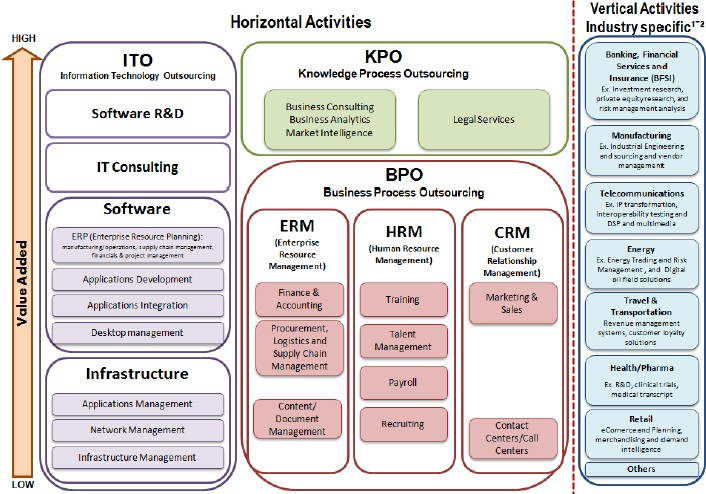 Horizontal Activities
Vertical Activities
Industry specific¹⁻²
HIGH
Value Added
LOW
ITO
Information Technology Outsourcing
Software R&D
IT Consulting
Software
ERP (Enterprise Resource Planning):
manufacturing/operations, supply chain management,
financials & project management
Applications Development
Applications Integration
Desktop management
Infrastructure
Applications Management
Network Management
Infrastructure Management
KPO
Knowledge Process Outsourcing
Business Consulting
Business Analytics
Market Intelligence
Legal Services
BPO
Business Process Outsourcing
ERM
(Enterprise
Resource
Management)
Finance &
Accounting
Procurement,
Logistics and
Supply Chain
Management
Content/
Document
Management
HRM
(Human Resource
Management)
Training
Talent
Management
Payroll
Recruiting
CRM
(Customer
Relationship
Management)
Marketing &
Sales
Contact
Centers/Call
Centers
Banking, Financial
Services and
Insurance (BFSI)
Ex. Investment research,
private equity research, and
risk management analysis
Manufacturing
Ex. Industrial Engineering
and sourcing and vendor
management
Telecommunications
Ex. IP transformation,
Interoperability testing and
DSP and multimedia
Energy
Ex. Energy Trading and Risk
Management , and Digital
oil field solutions
Travel &
Transportation
Revenue management
systems, customer loyalty
solutions
Health/Pharma
Ex. R&D, clinical trials,
medical transcript
Retail
eComerce and Planning,
merchandising and demand
intelligence
Others